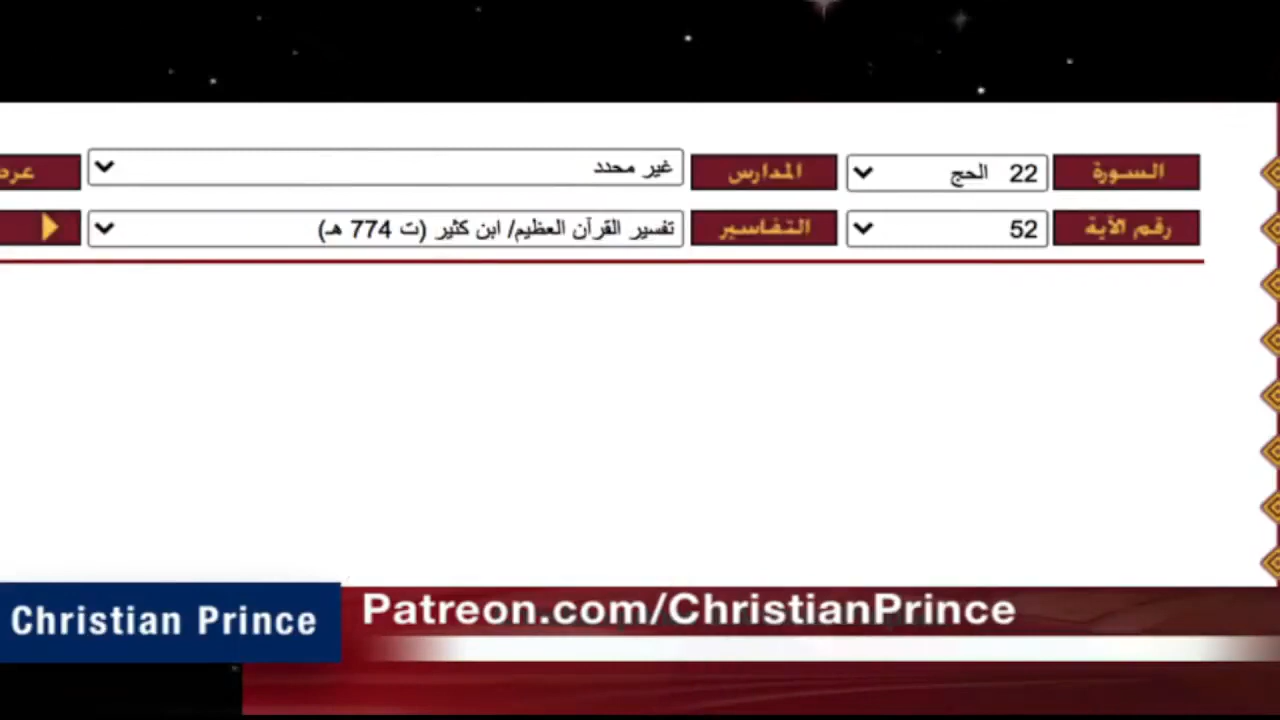 السورة 22 الحج المدارس غير محدد
رقم الآية 52 التفاسير تفسير القرآن العظيم/ ابن كثير (ت 774 هـ)
Christian Prince
Patreon.com/ChristianPrince